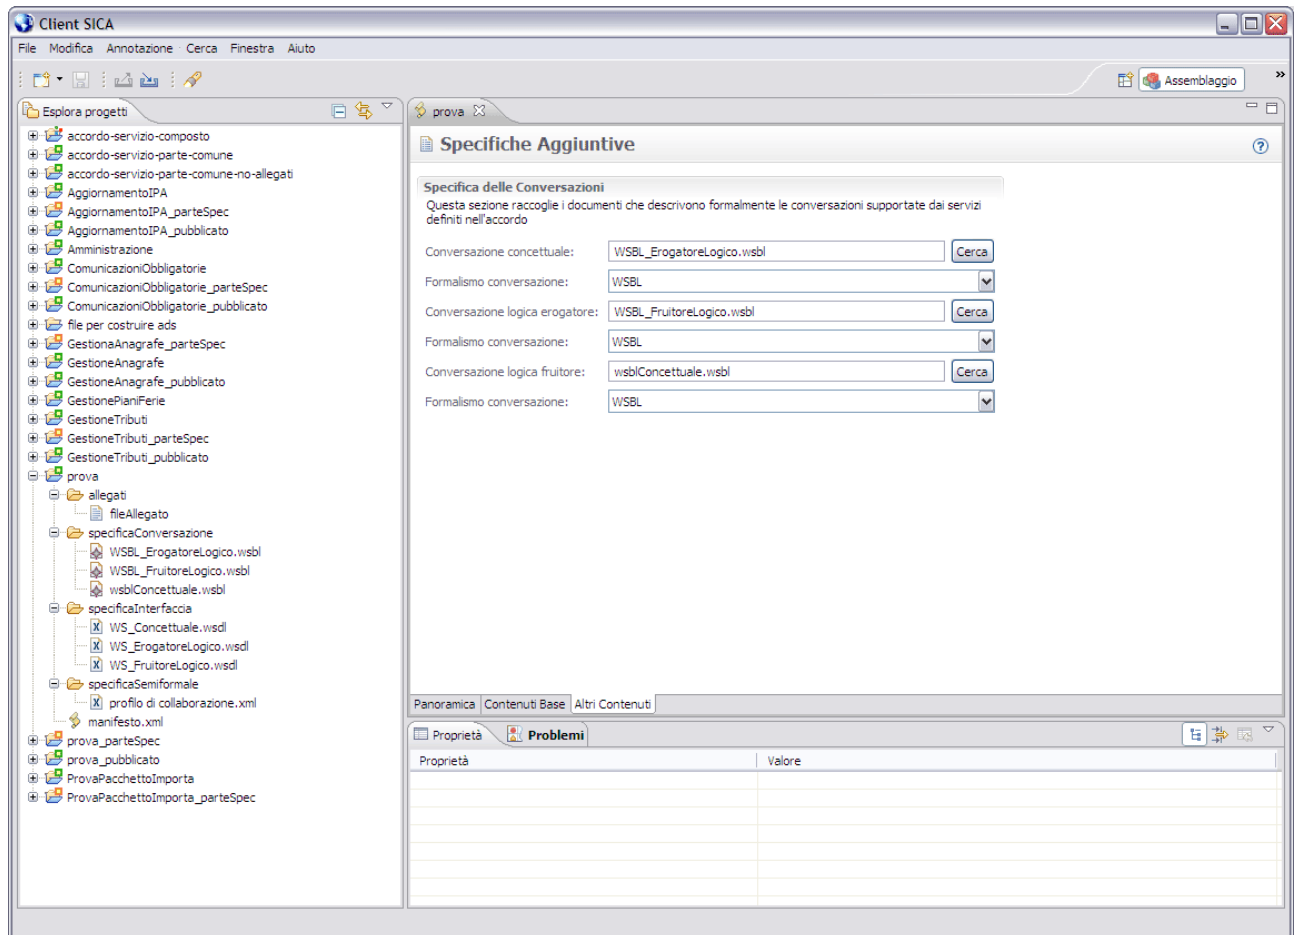 Client SICA
File Modifica Annotazione Cerca Finestra Aiuto
Assemblaggio
»
Esplora progetti
accordo-servizio-composto
accordo-servizio-parte-comune
accordo-servizio-parte-comune-no-allegati
AggiornamentoIPA
AggiornamentoIPA_parteSpec
AggiornamentoIPA_pubblicato
Amministrazione
ComunicazioniObbligatorie
ComunicazioniObbligatorie_parteSpec
ComunicazioniObbligatorie_pubblicato
file per costruire ads
GestionaAnagrafe_parteSpec
GestioneAnagrafe
GestioneAnagrafe_pubblicato
GestionePianiFerie
GestioneTributi
GestioneTributi_parteSpec
GestioneTributi_pubblicato
prova
allegati
fileAllegato
specificaConversazione
WSBL_ErogatoreLogico.wsbl
WSBL_FruitoreLogico.wsbl
wsblConcettuale.wsbl
specificaInterfaccia
WS_Concettuale.wsdl
WS_ErogatoreLogico.wsdl
WS_FruitoreLogico.wsdl
specificaSemiformale
profilo di collaborazione.xml
manifesto.xml
prova_parteSpec
prova_pubblicato
ProvaPacchettoImporta
ProvaPacchettoImporta_parteSpec
prova
Specifiche Aggiuntive
Specifica delle Conversazioni
Questa sezione raccoglie i documenti che descrivono formalmente le conversazioni supportate dai servizi
definiti nell'accordo
Conversazione concettuale: WSBL_ErogatoreLogico.wsbl Cerca
Formalismo conversazione: WSBL
Conversazione logica erogatore: WSBL_FruitoreLogico.wsbl Cerca
Formalismo conversazione: WSBL
Conversazione logica fruitore: wsblConcettuale.wsbl Cerca
Formalismo conversazione: WSBL
Panoramica Contenuti Base Altri Contenuti
Proprietà Problemi
Proprietà Valore